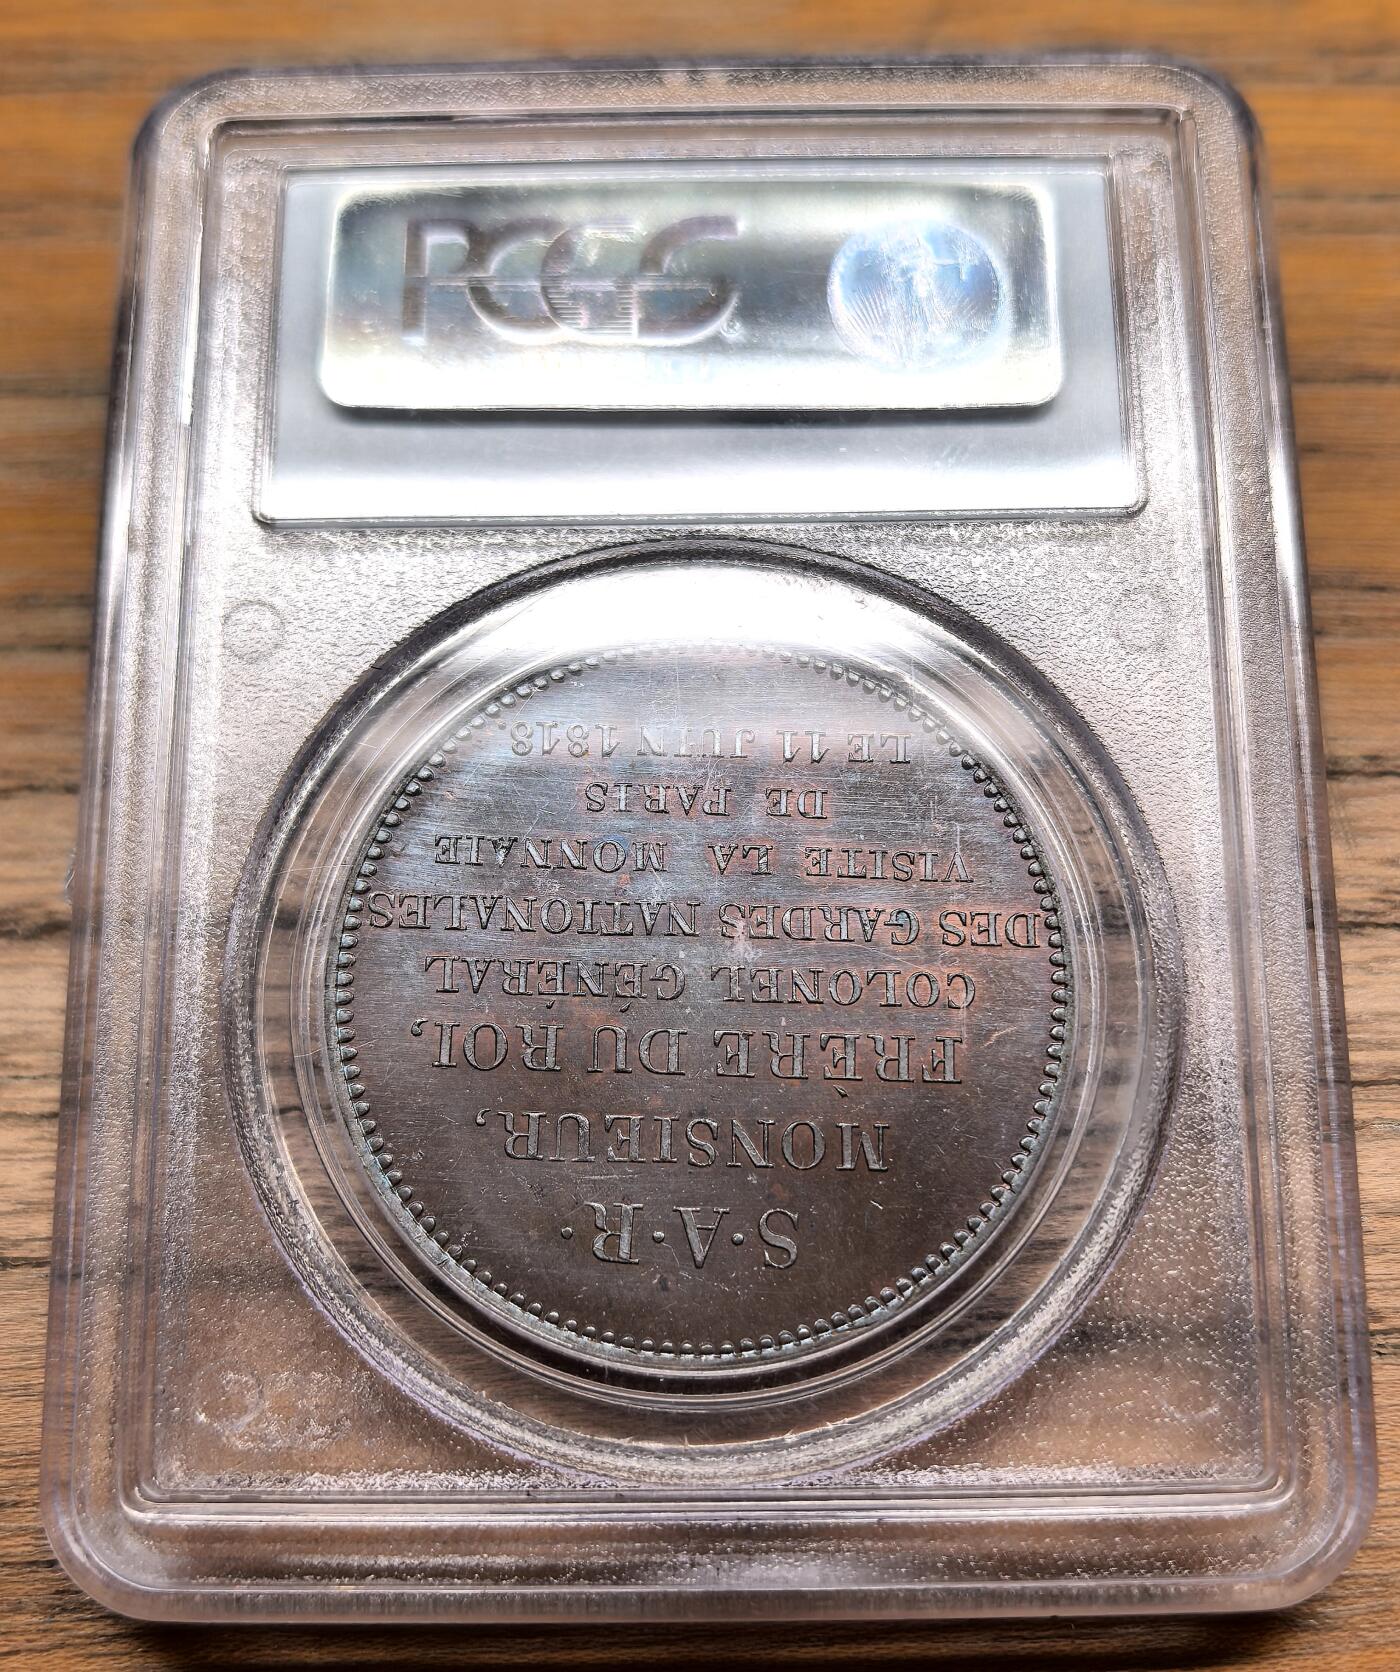 PCGS
S·A·R·
MONSIEUR,
FRÈRE DU ROI,
COLONEL GÉNÉRAL
DES GARDES NATIONALES
VISITE LA MONNAIE
DE PARIS
LE 11 JUIN 1818.